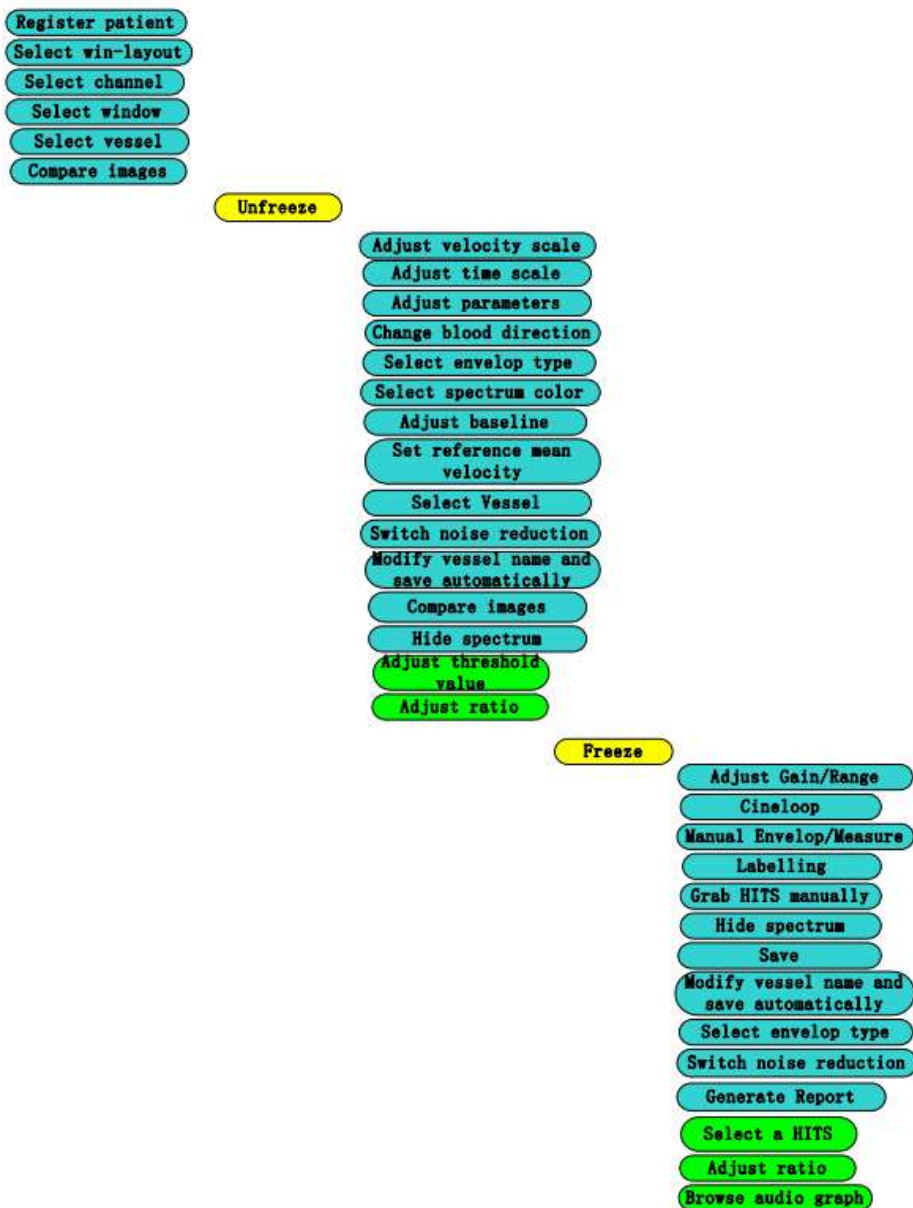 Register patient
Select win-layout
Select channel
Select window
Select vessel
Compare images
Unfreeze
Adjust velocity scale
Adjust time scale
Adjust parameters
Change blood direction
Select envelop type
Select spectrum color
Adjust baseline
Set reference mean
velocity
Select Vessel
Switch noise reduction
Modify vessel name and
save automatically
Compare images
Hide spectrum
Adjust threshold
value
Adjust ratio
Freeze
Adjust Gain/Range
Cineloop
Manual Envelop/Measure
Labelling
Grab HITS manually
Hide spectrum
Save
Modify vessel name and
save automatically
Select envelop type
Switch noise reduction
Generate Report
Select a HITS
Adjust ratio
Browse audio graph